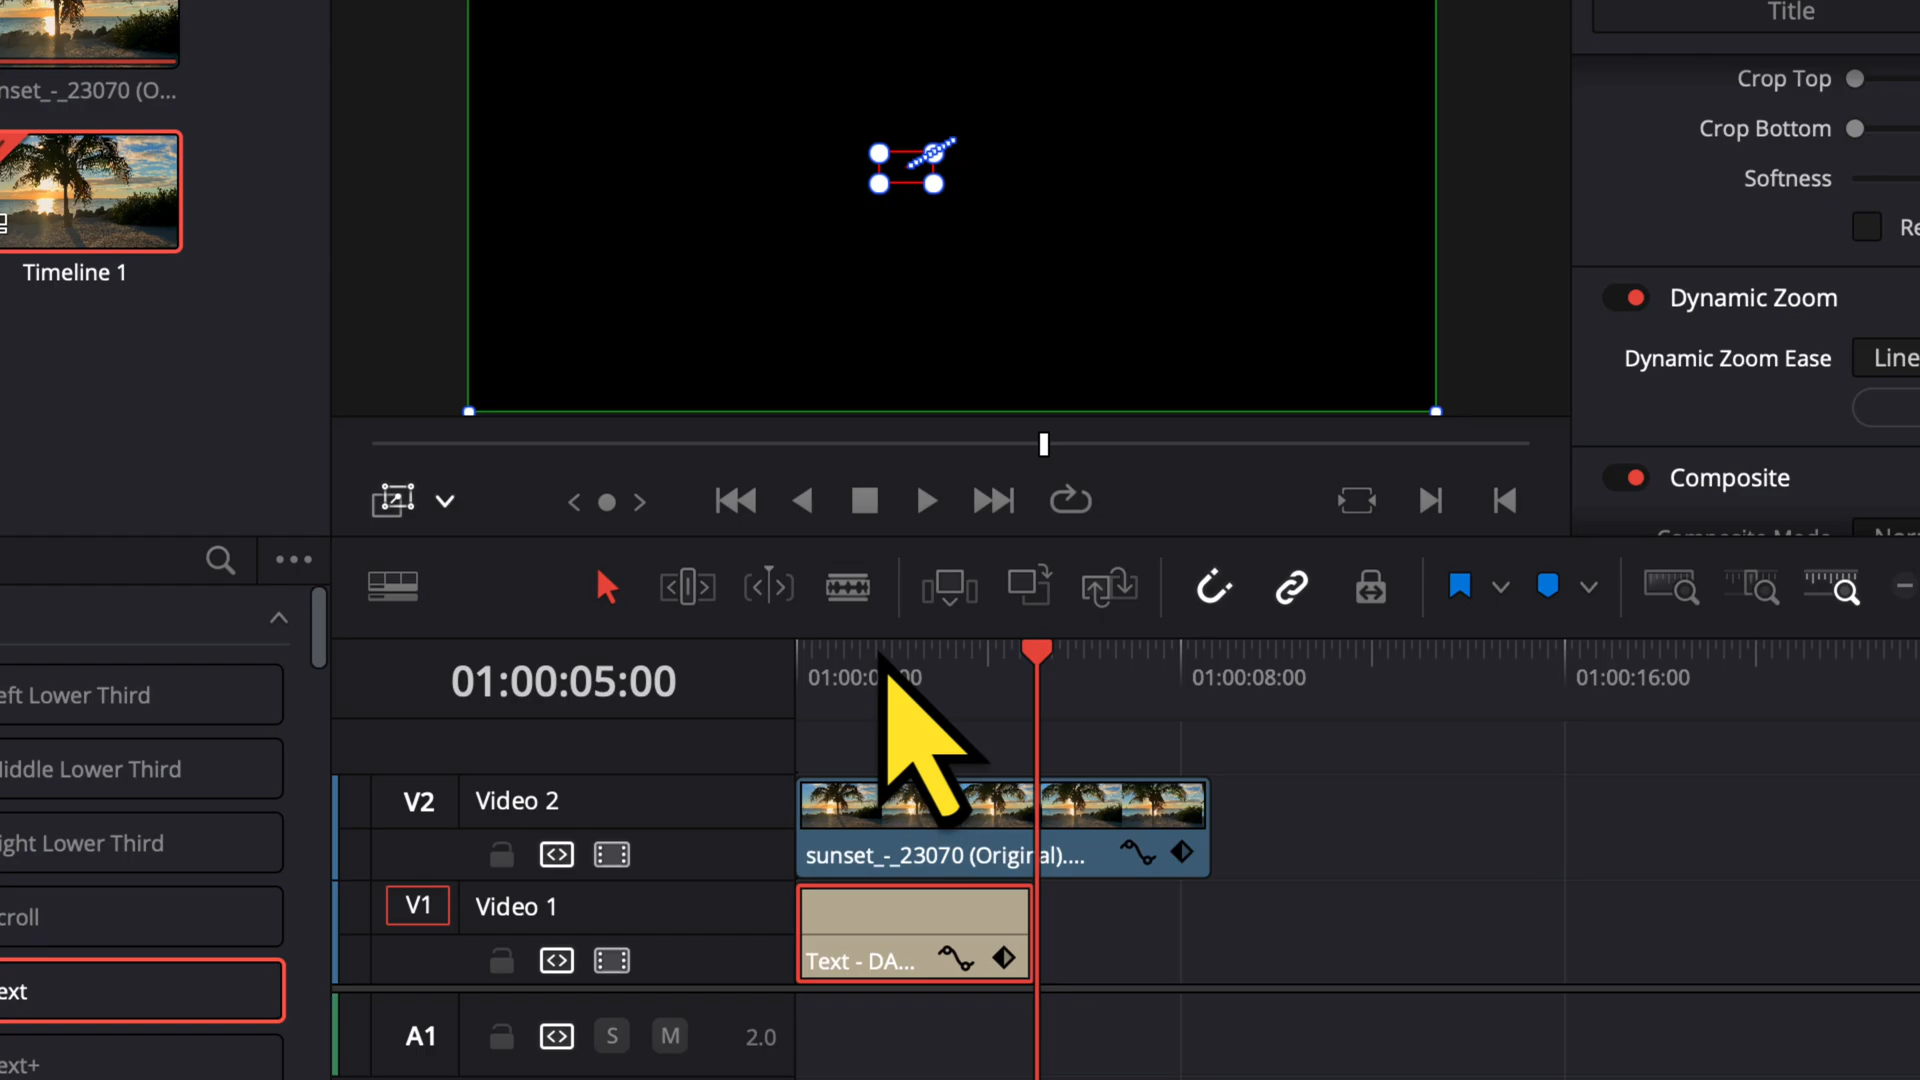 Title
nset_-_23070 (O...
Crop Top
Crop Bottom
Softness
Re
Timeline 1
Dynamic Zoom
Dynamic Zoom Ease
Line
Composite
eft Lower Third
iddle Lower Third
ight Lower Third
croll
ext
ext+
01:00:05:00
01:00:0
00
01:00:08:00
01:00:16:00
V2
Video 2
sunset_-_23070 (Original)....
V1
Video 1
Text - DA...
A1
S
M
2.0